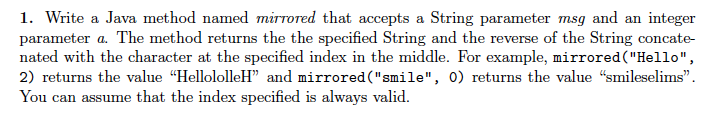 1. Write a Java method named mirrored that accepts a String parameter msg and an integer
parameter a. The method returns the the specified String and the reverse of the String concate-
nated with the character at the specified index in the middle. For example, mirrored("Hello",
2) returns the value “HellololleH” and mirrored("smile", 0) returns the value “smileselims”.
You can assume that the index specified is always valid.